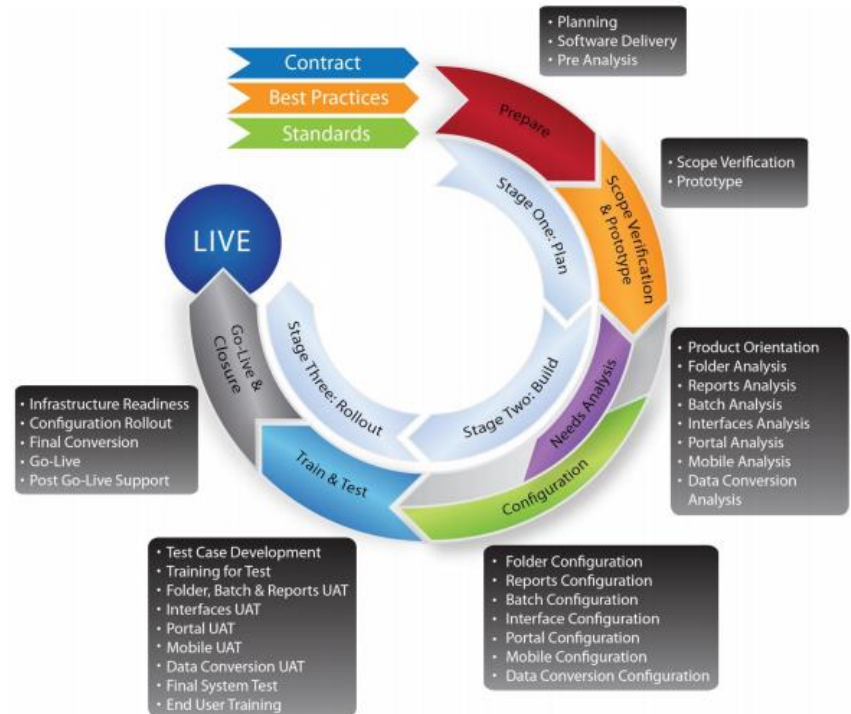 Contract
Best Practices
Standards
Prepare
• Planning
• Software Delivery
• Pre Analysis
Scope Verification
& Prototype
• Scope Verification
• Prototype
Stage One: Plan
Needs Analysis
• Product Orientation
• Folder Analysis
• Reports Analysis
• Batch Analysis
• Interfaces Analysis
• Portal Analysis
• Mobile Analysis
• Data Conversion
Analysis
Stage Two: Build
Configuration
• Folder Configuration
• Reports Configuration
• Batch Configuration
• Interface Configuration
• Portal Configuration
• Mobile Configuration
• Data Conversion Configuration
Train & Test
• Test Case Development
• Training for Test
• Folder, Batch & Reports UAT
• Interfaces UAT
• Portal UAT
• Mobile UAT
• Data Conversion UAT
• Final System Test
• End User Training
Stage Three: Rollout
Go-Live &
Closure
• Infrastructure Readiness
• Configuration Rollout
• Final Conversion
• Go-Live
• Post Go-Live Support
LIVE